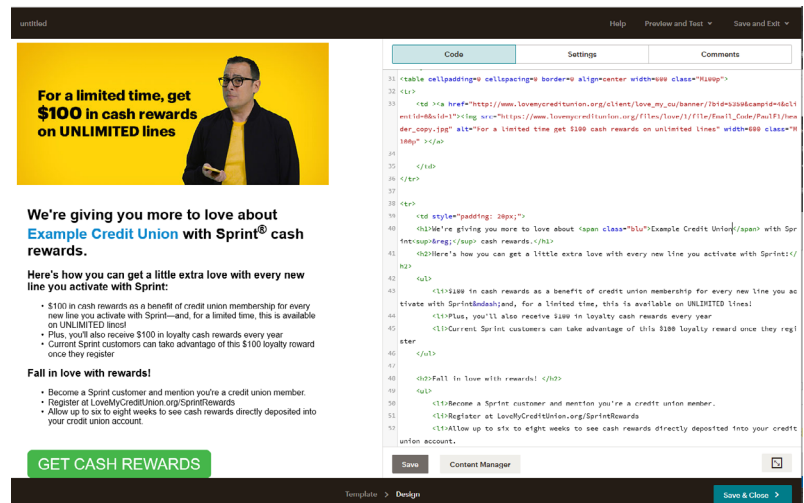 untitled
Help
Preview and Test
Save and Exit
For a limited time, get
$100 in cash rewards
on UNLIMITED lines
We're giving you more to love about
Example Credit Union with Sprint® cash
rewards.
Here's how you can get a little extra love with every new
line you activate with Sprint:
• $100 in cash rewards as a benefit of credit union membership for every
new line you activate with Sprint—and, for a limited time, this is available
on UNLIMITED lines!
• Plus, you'll also receive $100 in loyalty cash rewards every year
• Current Sprint customers can take advantage of this $100 loyalty reward
once they register
Fall in love with rewards!
• Become a Sprint customer and mention you're a credit union member.
• Register at LoveMyCreditUnion.org/SprintRewards
• Allow up to six to eight weeks to see cash rewards directly deposited into
your credit union account.
GET CASH REWARDS
Code
Settings
Comments
31 <table cellpadding=0 cellspacing=0 border=0 align=center width=600 class="M100p">
32 <tr>
33 <td ><a href="http://www.lovemycreditunion.org/client/love_my_cu/banner/?bid=5359&campid=4&cli
entid=0&sid=1"><img src="https://www.lovemycreditunion.org/files/love/1/file/Email_Code/PaulE1/hea
der_copy.jpg" alt="For a limited time get $100 cash rewards on unlimited lines" width=600 class="M
100p" ></a>
34
35 </td>
36 </tr>
37
38 <tr>
39 <td style="padding: 20px;">
40 <h1>We're giving you more to love about <span class="blu">Example Credit Union</span> with Spr
int<sup>&reg;</sup> cash rewards.</h1>
41 <h2>Here's how you can get a little extra love with every new line you activate with Sprint:</
h2>
42 <ul>
43 <li>$100 in cash rewards as a benefit of credit union membership for every new line you ac
tivate with Sprint&mdash;and, for a limited time, this is available on UNLIMITED lines!
44 <li>Plus, you'll also receive $100 in loyalty cash rewards every year
45 <li>Current Sprint customers can take advantage of this $100 loyalty reward once they regi
ster
46 </ul>
47
48 <h2>Fall in love with rewards! </h2>
49 <ul>
50 <li>Become a Sprint customer and mention you're a credit union member.
51 <li>Register at LoveMyCreditUnion.org/SprintRewards
52 <li>Allow up to six to eight weeks to see cash rewards directly deposited into your credit
union account.
Save
Content Manager
Template > Design
Save & Close >